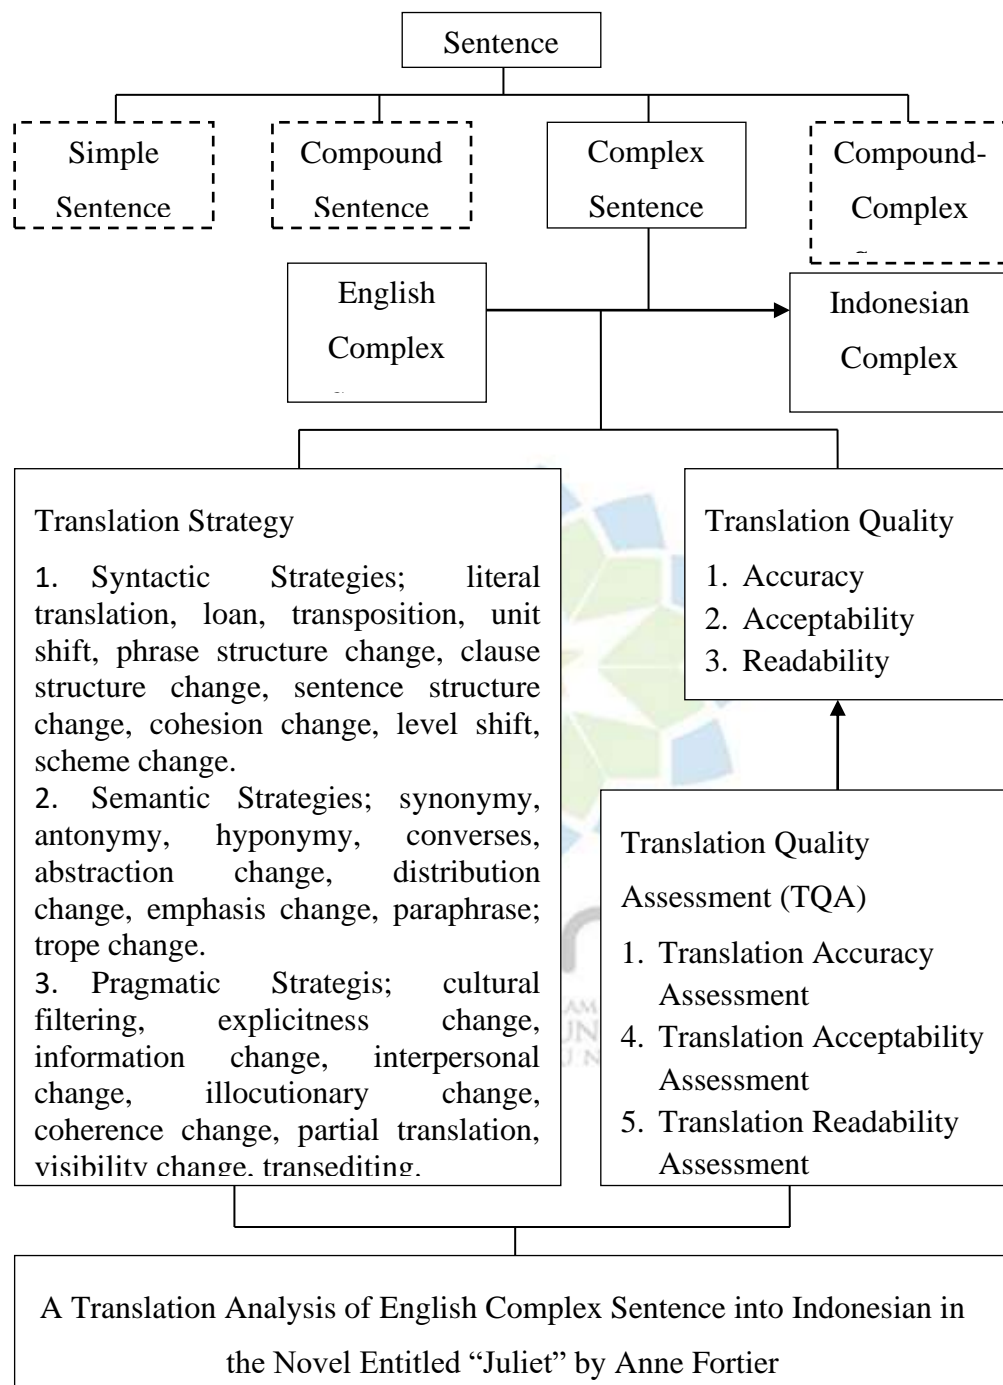 Sentence
Simple
Sentence
Compound
Sentence
Complex
Sentence
Compound-
Complex
English
Complex
Indonesian
Complex
Translation Strategy
1. Syntactic Strategies; literal
translation, loan, transposition, unit
shift, phrase structure change, clause
structure change, sentence structure
change, cohesion change, level shift,
scheme change.
2. Semantic Strategies; synonymy,
antonymy, hyponymy, converses,
abstraction change, distribution
change, emphasis change, paraphrase;
trope change.
3. Pragmatic Strategis; cultural
filtering, explicitness change,
information change, interpersonal
change, illocutionary change,
coherence change, partial translation,
visibility change, transediting.
Translation Quality
1. Accuracy
2. Acceptability
3. Readability
Translation Quality
Assessment (TQA)
1. Translation Accuracy
Assessment
4. Translation Acceptability
Assessment
5. Translation Readability
Assessment
A Translation Analysis of English Complex Sentence into Indonesian in
the Novel Entitled “Juliet” by Anne Fortier